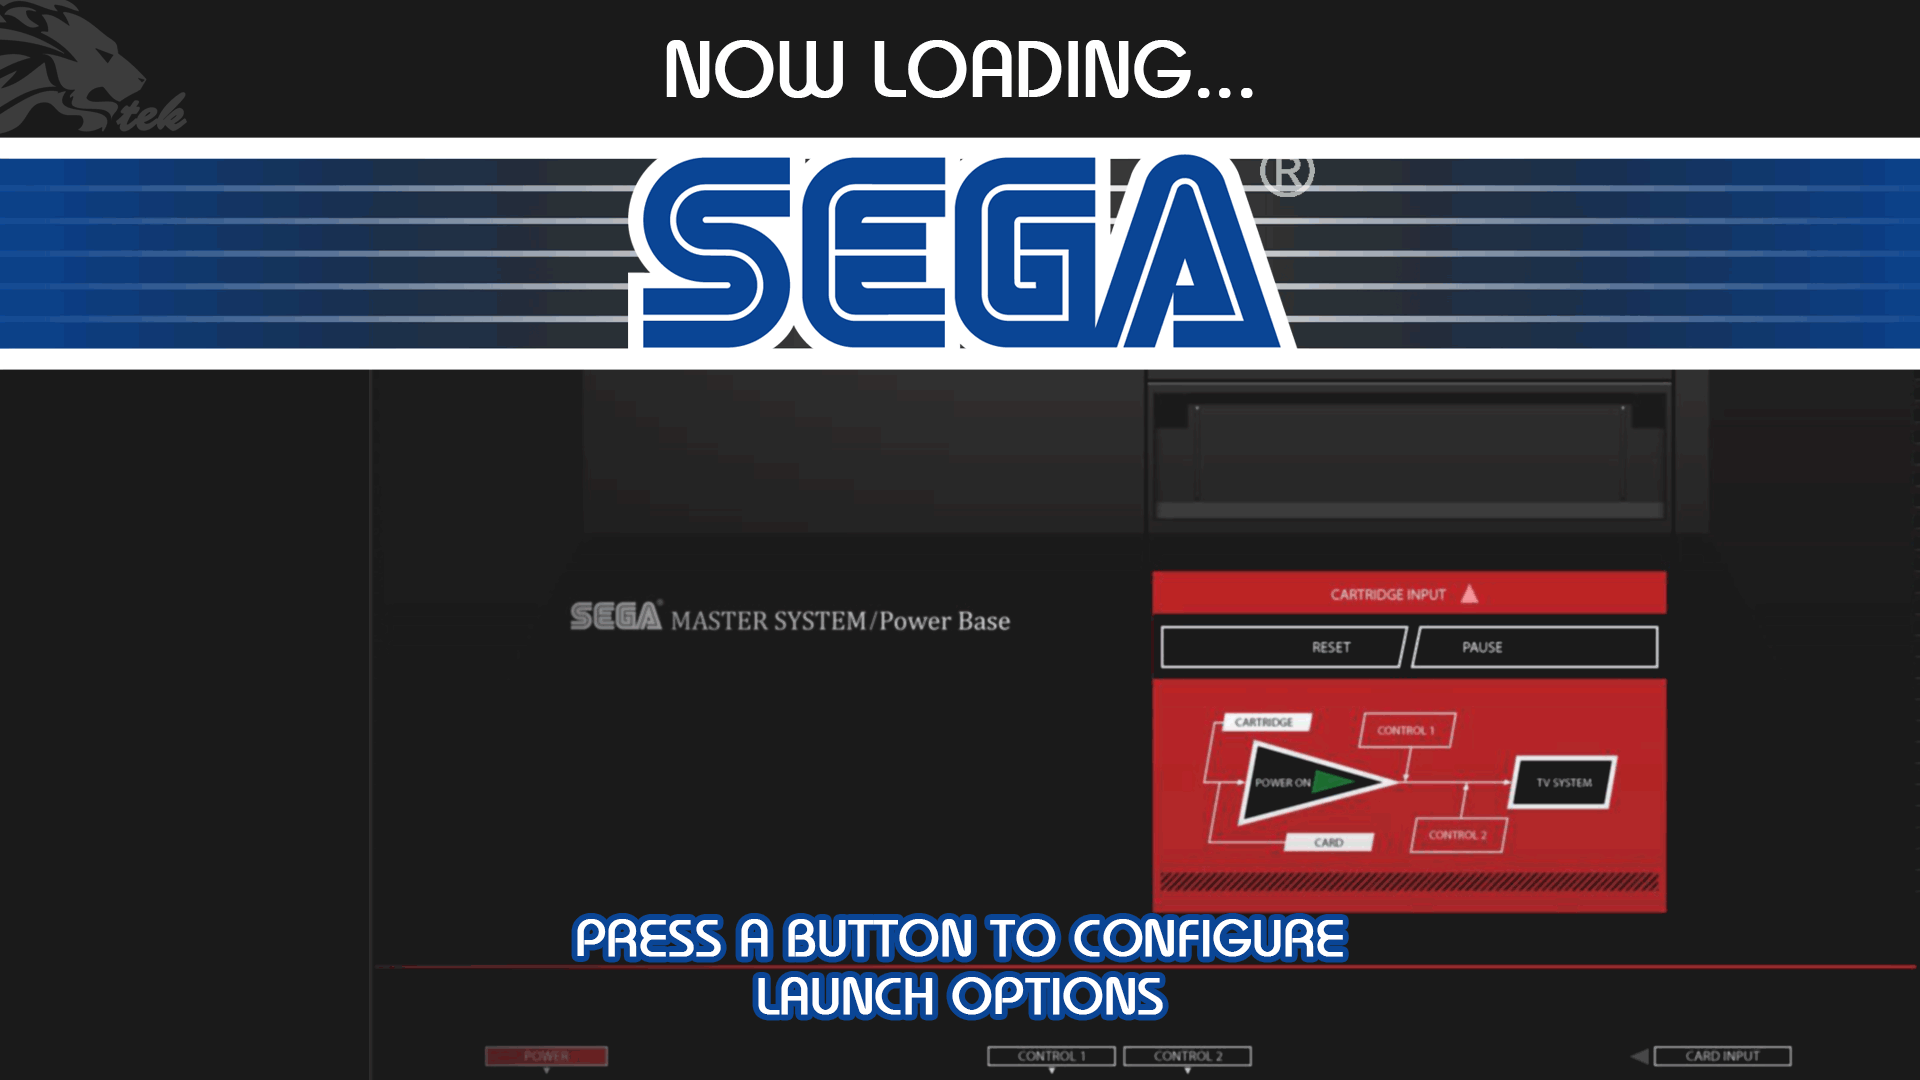 NOW LOADING...
tek
SEGA®
SEGA® MASTER SYSTEM/Power Base
CARTRIDGE INPUT
RESET
PAUSE
CARTRIDGE
CONTROL 1
POWER ON
TV SYSTEM
CONTROL 2
CARD
PRESS A BUTTON TO CONFIGURE
LAUNCH OPTIONS
POWER
CONTROL 1
CONTROL 2
CARD INPUT